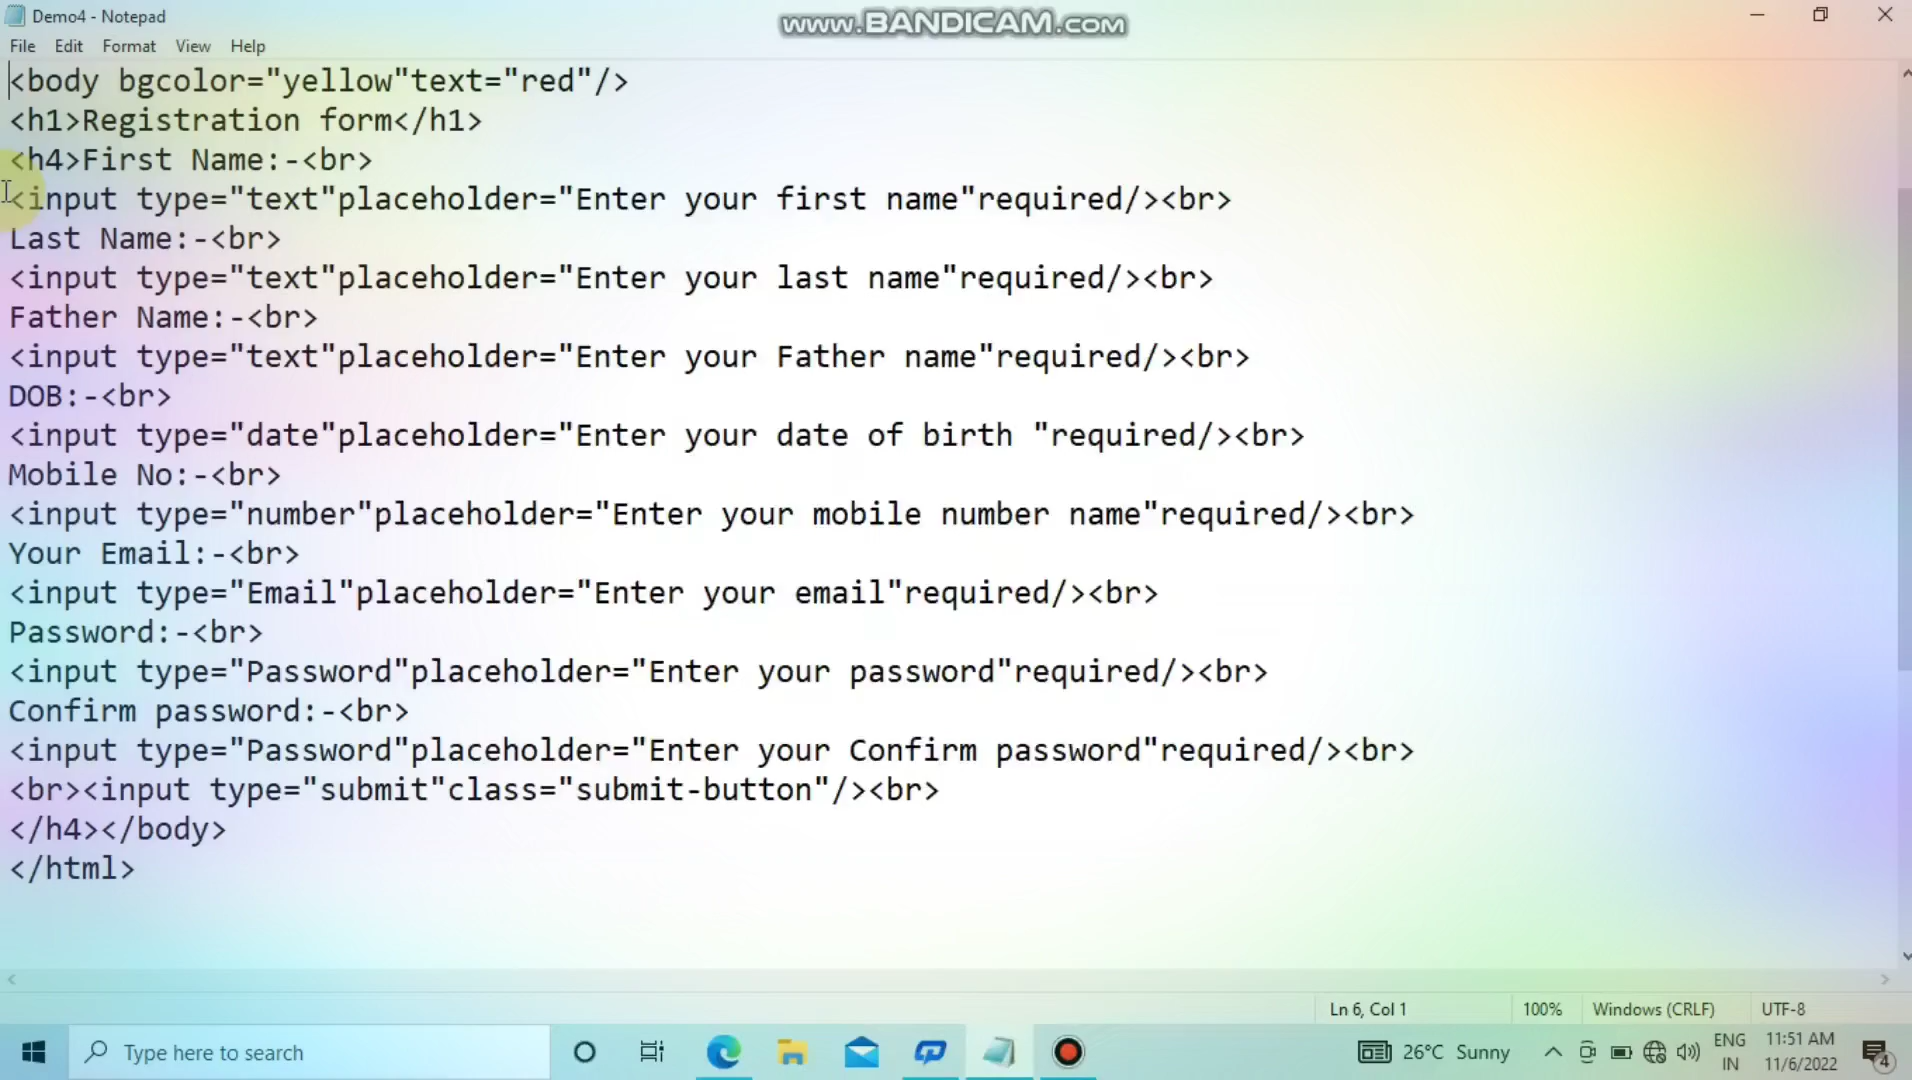 Demo4 - Notepad
www.BANDICAM.com
File Edit Format View Help
<body bgcolor="yellow"text="red"/>
<h1>Registration form</h1>
<h4>First Name:-<br>
<input type="text"placeholder="Enter your first name"required/><br>
Last Name:-<br>
<input type="text"placeholder="Enter your last name"required/><br>
Father Name:-<br>
<input type="text"placeholder="Enter your Father name"required/><br>
DOB:-<br>
<input type="date"placeholder="Enter your date of birth "required/><br>
Mobile No:-<br>
<input type="number"placeholder="Enter your mobile number name"required/><br>
Your Email:-<br>
<input type="Email"placeholder="Enter your email"required/><br>
Password:-<br>
<input type="Password"placeholder="Enter your password"required/><br>
Confirm password:-<br>
<input type="Password"placeholder="Enter your Confirm password"required/><br>
<br><input type="submit"class="submit-button"/><br>
</h4></body>
</html>
Ln 6, Col 1 100% Windows (CRLF) UTF-8
Type here to search
26°C Sunny
ENG
IN
11:51 AM
11/6/2022
4